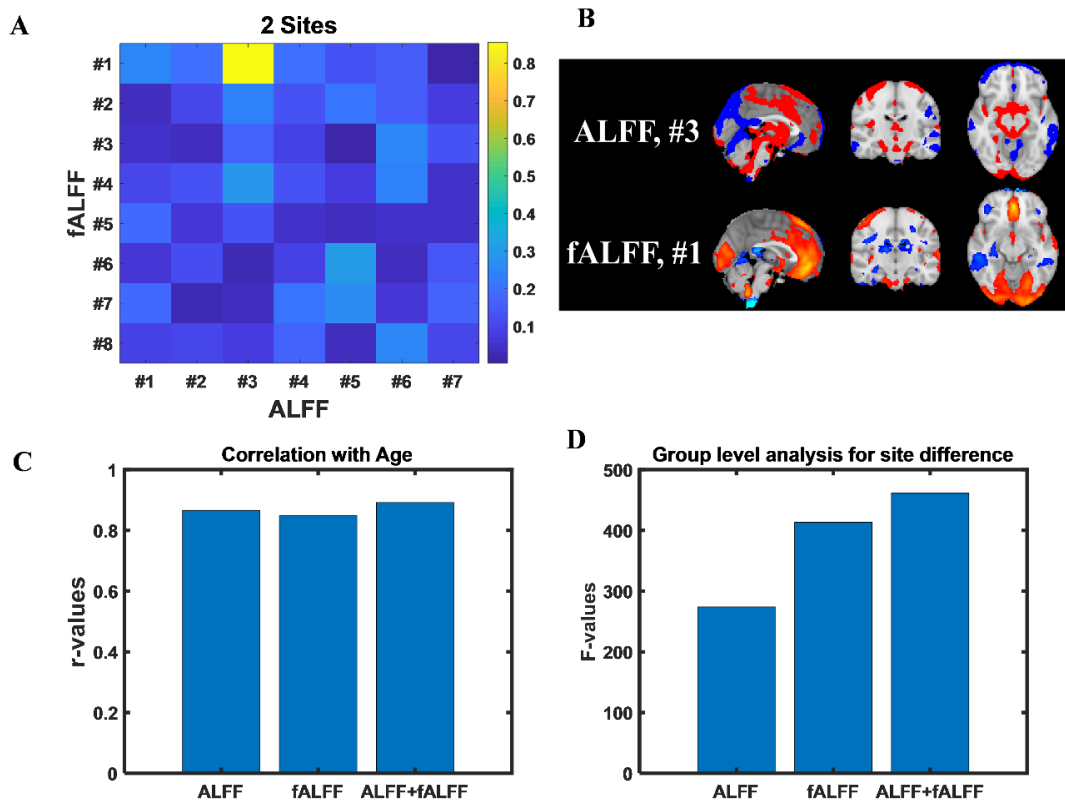 A
2 Sites
#1
#2
#3
#4
#5
#6
#7
#8
fALFF
#1 #2 #3 #4 #5 #6 #7
ALFF
0.8
0.7
0.6
0.5
0.4
0.3
0.2
0.1
B
ALFF, #3
fALFF, #1
C
Correlation with Age
1
0.8
0.6
0.4
0.2
0
r-values
ALFF fALFF ALFF+fALFF
D
Group level analysis for site difference
500
400
300
200
100
0
F-values
ALFF fALFF ALFF+fALFF